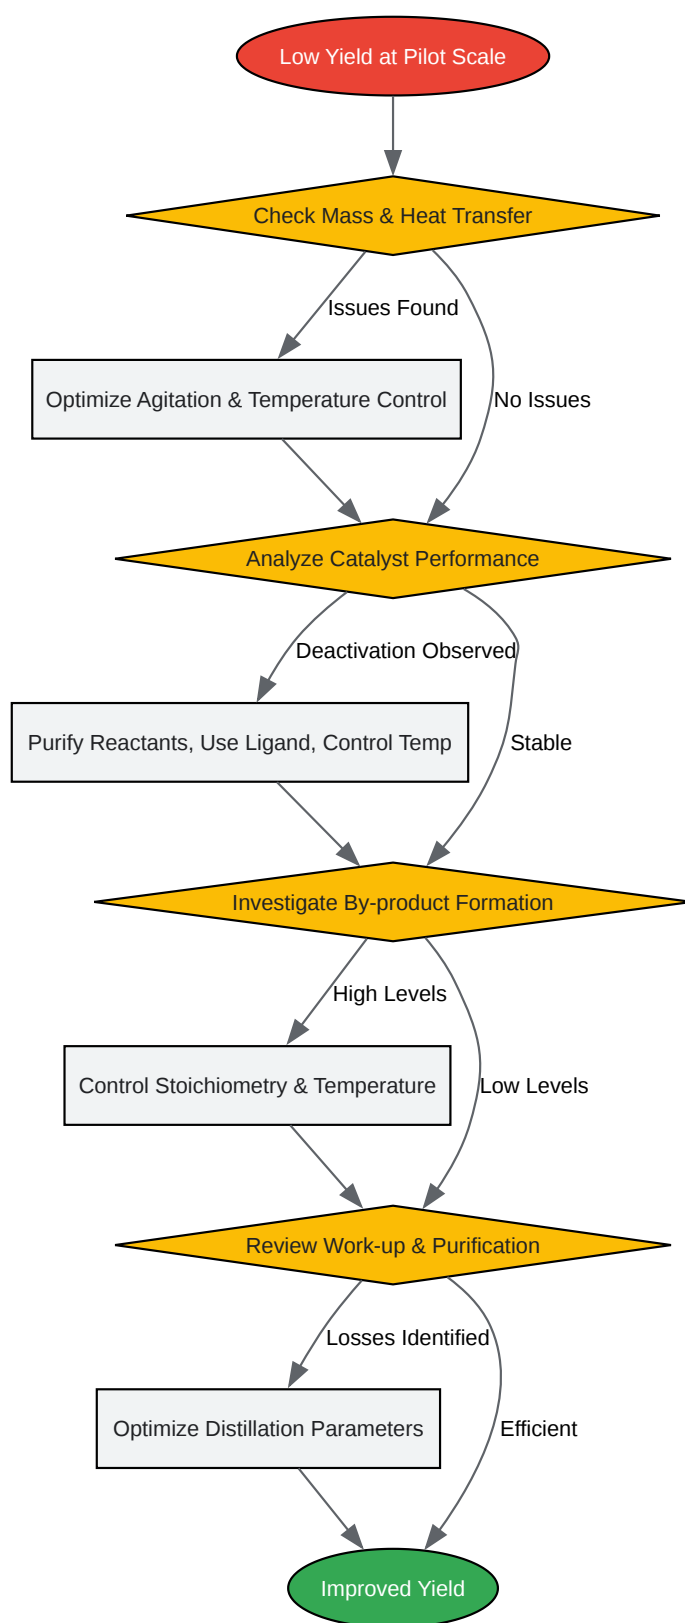 Low Yield at Pilot Scale
Check Mass & Heat Transfer
Issues Found
Optimize Agitation & Temperature Control
No Issues
Analyze Catalyst Performance
Deactivation Observed
Purify Reactants, Use Ligand, Control Temp
Stable
Investigate By-product Formation
High Levels
Control Stoichiometry & Temperature
Low Levels
Review Work-up & Purification
Losses Identified
Optimize Distillation Parameters
Efficient
Improved Yield